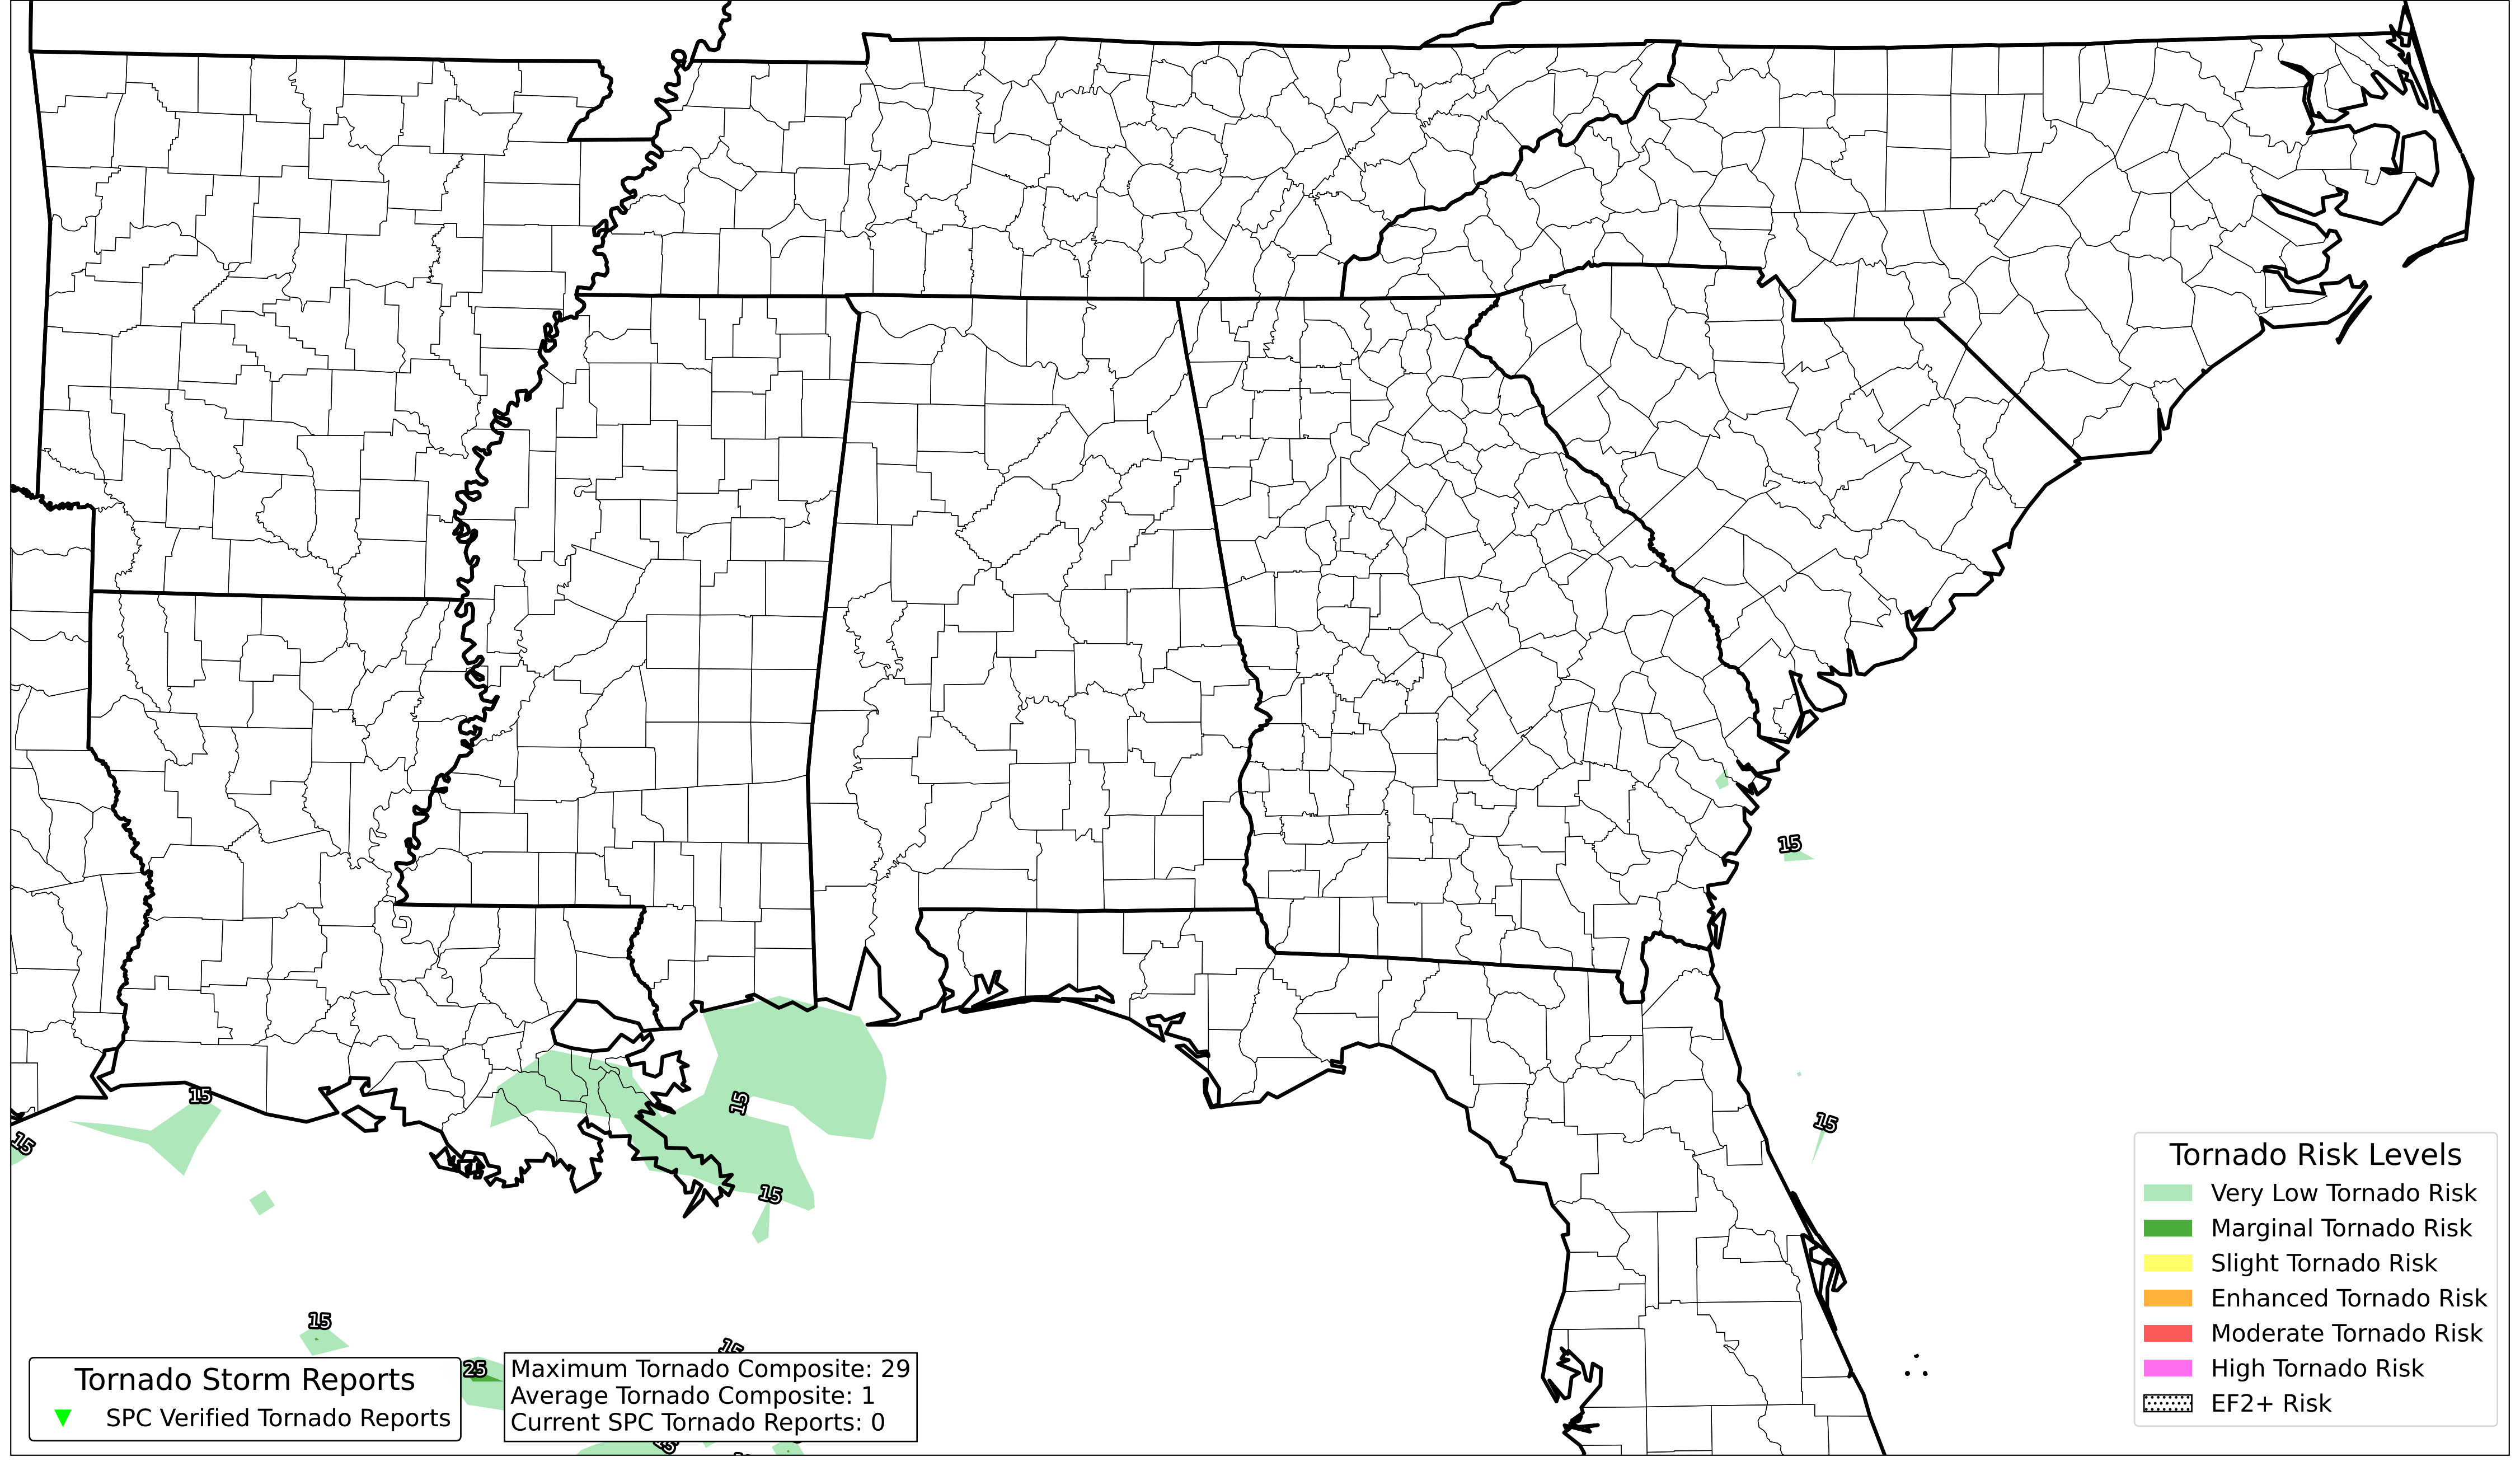 15
15
15
15
15
15
15
15
15
25
Tornado Storm Reports
SPC Verified Tornado Reports
Maximum Tornado Composite: 29
Average Tornado Composite: 1
Current SPC Tornado Reports: 0
15
Tornado Risk Levels
Very Low Tornado Risk
Marginal Tornado Risk
Slight Tornado Risk
Enhanced Tornado Risk
Moderate Tornado Risk
High Tornado Risk
EF2+ Risk